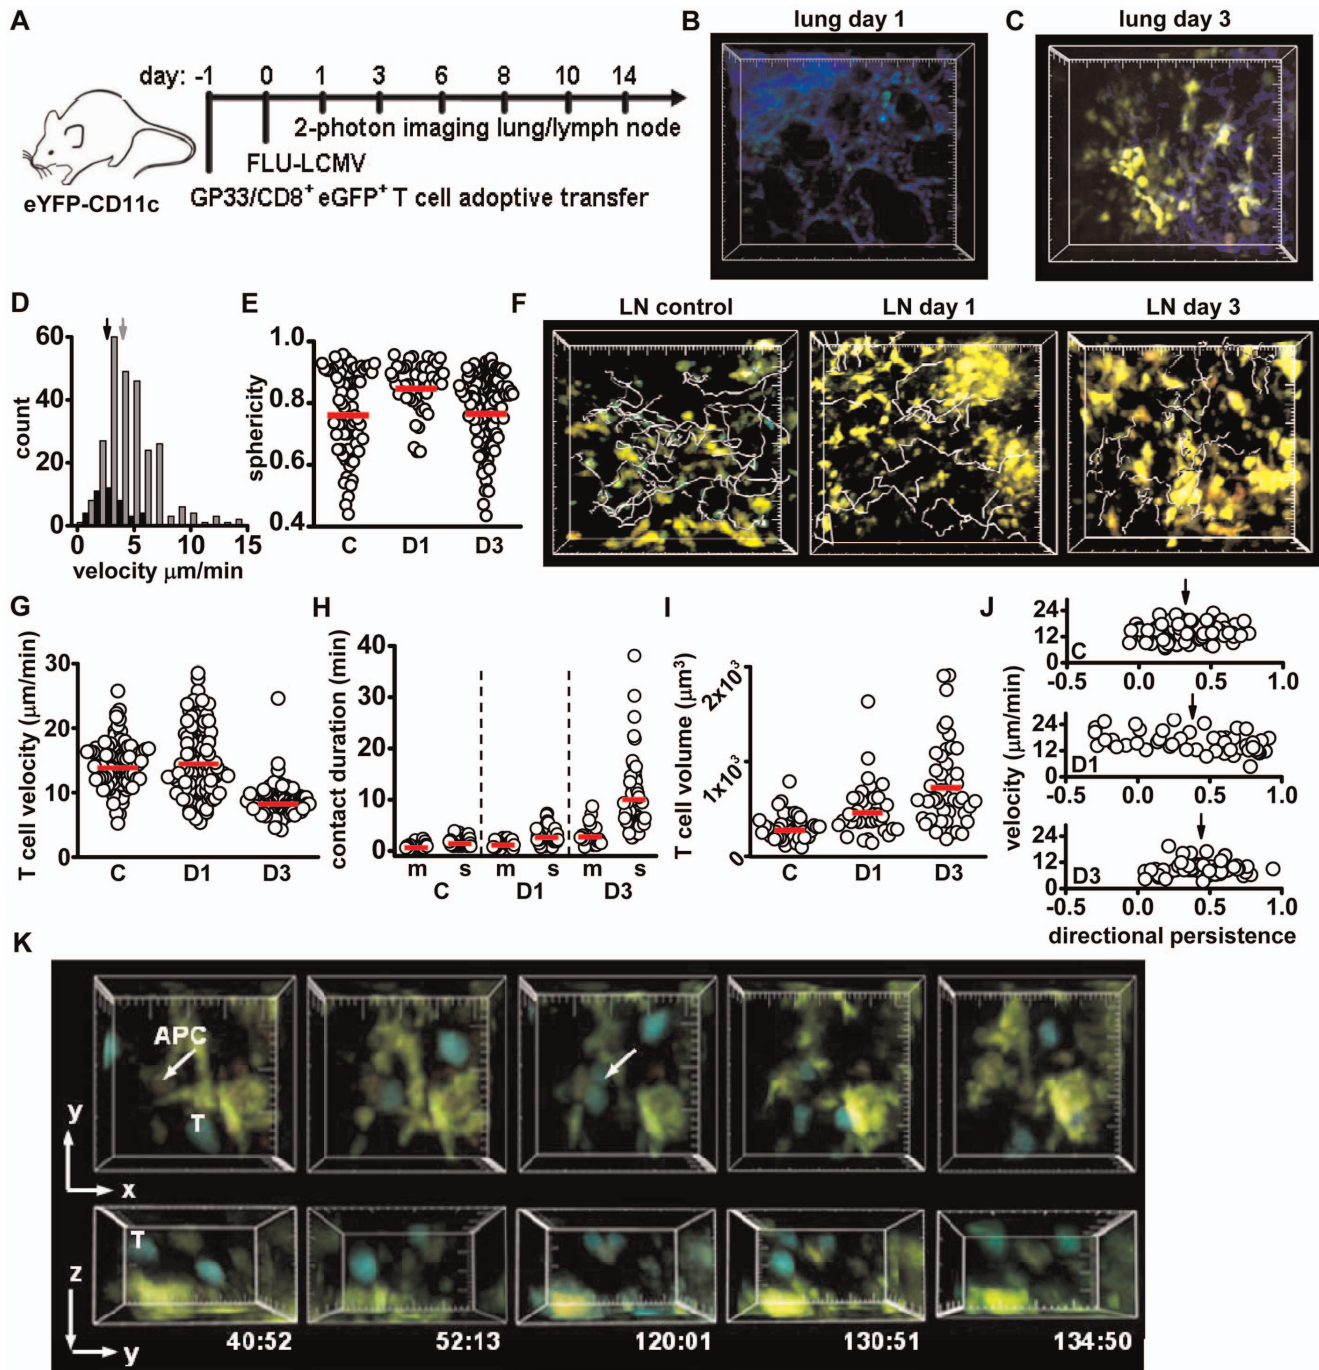 A
day: -1 0 1 3 6 8 10 14
2-photon imaging lung/lymph node
FLU-LCMV
eYFP-CD11c
GP33/CD8+ eGFP+ T cell adoptive transfer
B
lung day 1
C
lung day 3
D
count
60
40
20
0
0 5 10 15
velocity µm/min
E
sphericity
1.0
0.8
0.6
0.4
C D1 D3
F
LN control
LN day 1
LN day 3
G
T cell velocity (µm/min)
30
20
10
0
C D1 D3
H
contact duration (min)
40
30
20
10
0
m s m s m s
C D1 D3
I
T cell volume (µm³)
2x10³
1x10³
0
C D1 D3
J
velocity (µm/min)
24
12
0
C
-0.5 0.0 0.5 1.0
24
12
0
D1
-0.5 0.0 0.5 1.0
24
12
0
D3
-0.5 0.0 0.5 1.0
directional persistence
K
APC
T
y
x
T
z
y
40:52
52:13
120:01
130:51
134:50